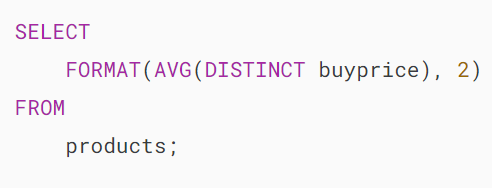 SELECT
    FORMAT(AVG(DISTINCT buyprice), 2)
FROM
    products;